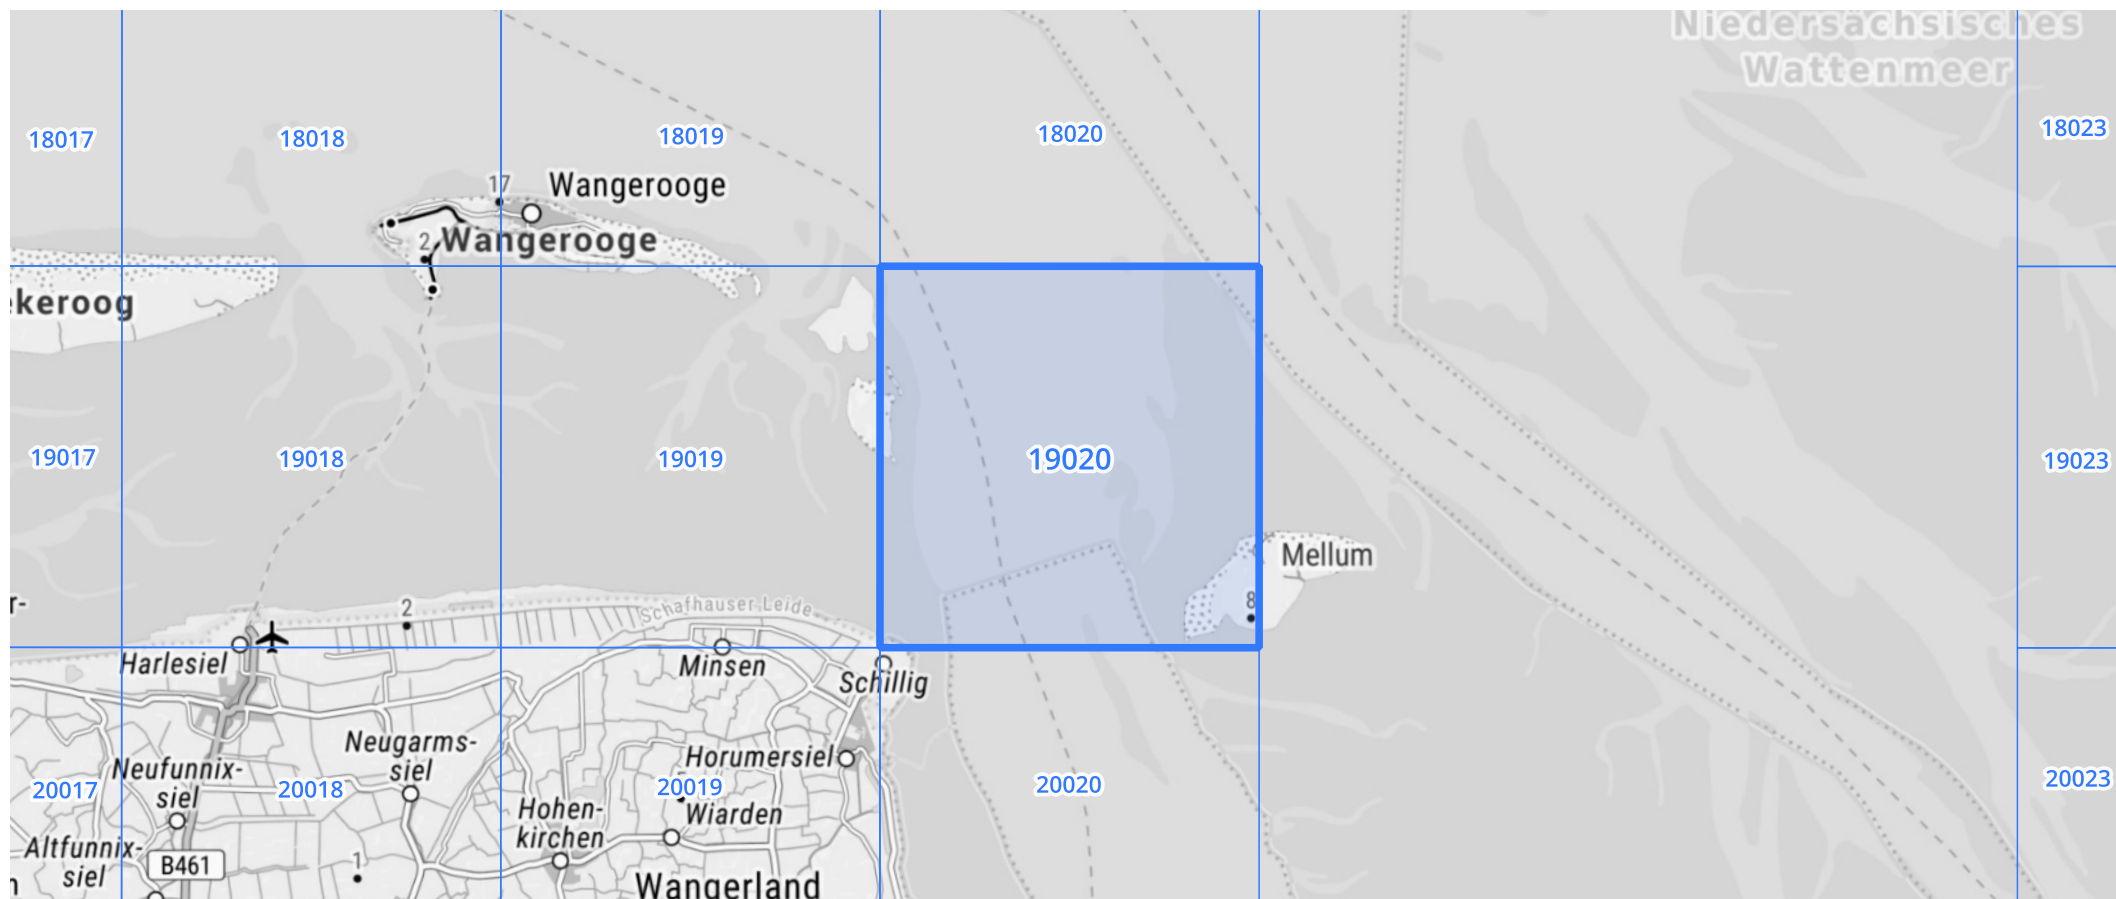 Niedersächsisches
Wattenmeer
18017
18018
18019
18020
18023
17
Wangerooge
2
Wangerooge
ekeroog
19017
19018
19019
19020
19023
Mellum
8
r-
2
Schafhauser Leide
Harlesiel
Minsen
Schillig
Neugarms-
siel
Horumersiel
Neufunnix-
siel
20017
20018
20019
20020
20023
Hohen-
kirchen
Wiarden
Altfunnix-
siel
B461
1
n
Wangerland